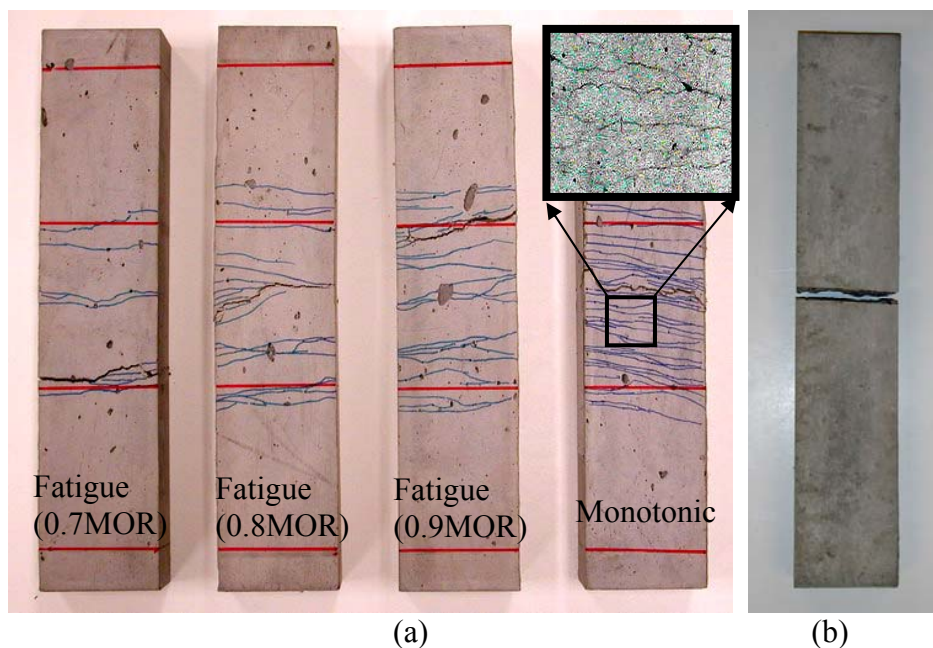 Fatigue
(0.7MOR)
Fatigue
(0.8MOR)
Fatigue
(0.9MOR)
Monotonic
(a)
(b)